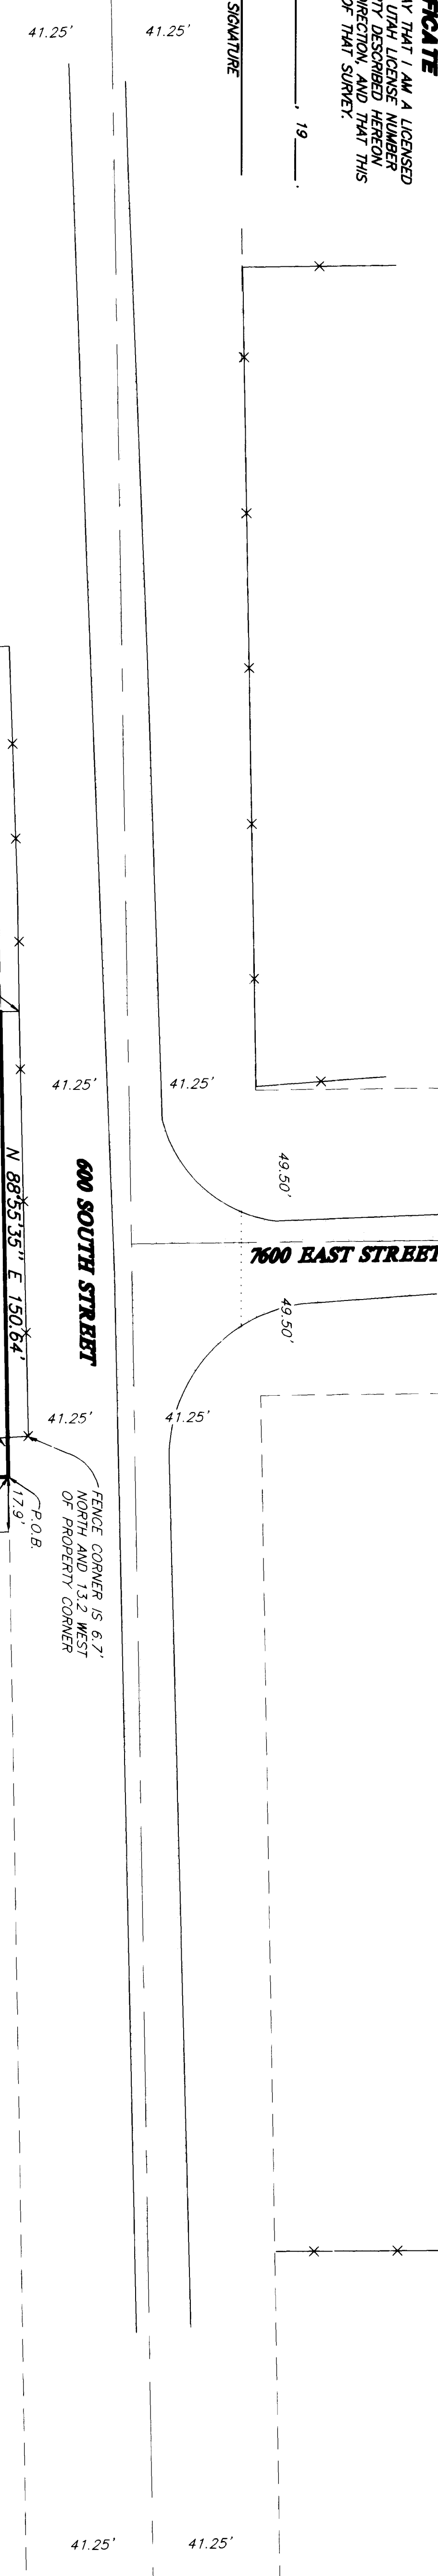 FICATE
Y THAT I AM A LICENSED
UTAH LICENSE NUMBER
TY DESCRIBED HEREON
DIRECTION, AND THAT THIS
OF THAT SURVEY.
, 19 .
SIGNATURE
41.25' 41.25'
41.25' 41.25'
49.50'
7600 EAST STREET
49.50'
600 SOUTH STREET
N 88°55'35" E 150.64'
41.25' 41.25'
FENCE CORNER IS 6.7'
NORTH AND 13.2 WEST
OF PROPERTY CORNER
P.O.B.
17.9'
41.25' 41.25'